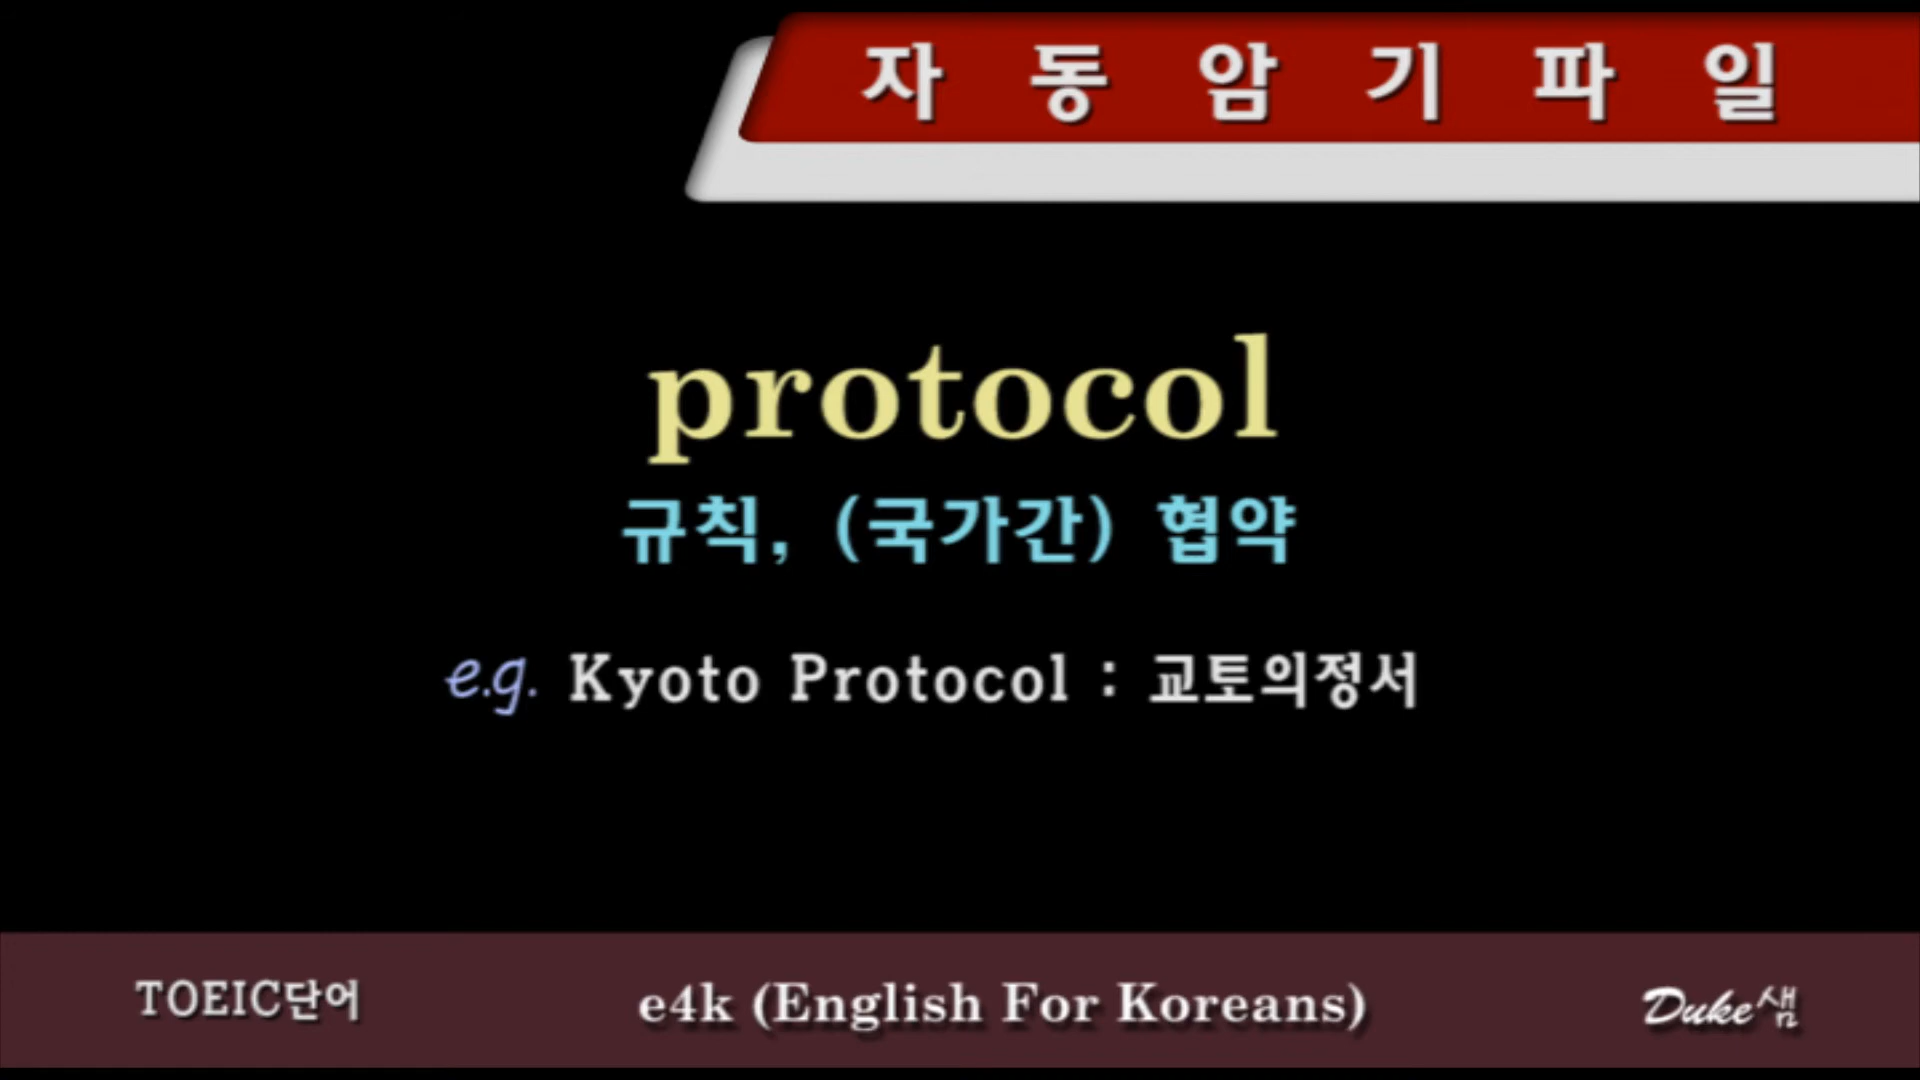 자 동 암 기 파 일
protocol
규칙, (국가간) 협약
e.g. Kyoto Protocol : 교토의정서
TOEIC단어
e4k (English For Koreans)
Duke샘